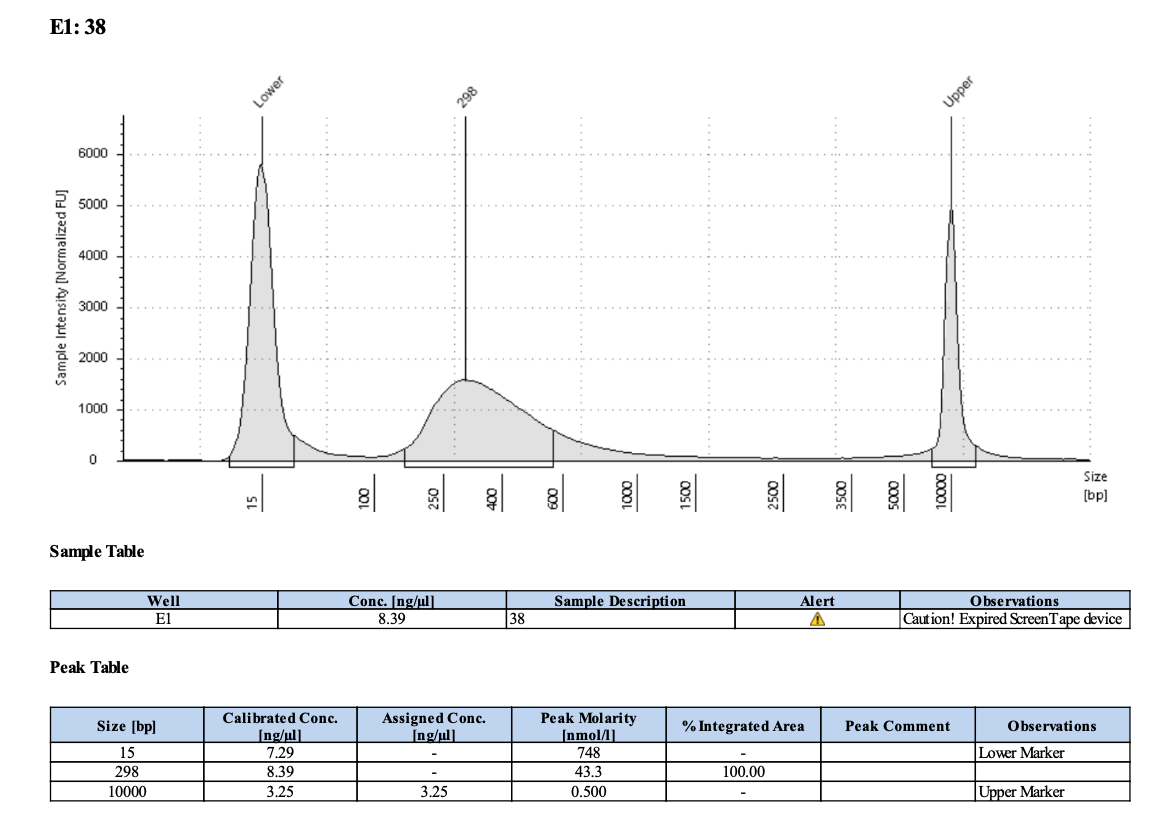 E1: 38
Lower
298
Upper
Sample Intensity [Normalized FU]
6000
5000
4000
3000
2000
1000
0
15
100
250
400
600
1000
1500
2500
3500
5000
10000
Size
[bp]
Sample Table
Well Conc. [ng/µl] Sample Description Alert Observations
E1 8.39 38 Caution! Expired ScreenTape device
Peak Table
Size [bp] Calibrated Conc. [ng/µl] Assigned Conc. [ng/µl] Peak Molarity [nmol/l] % Integrated Area Peak Comment Observations
15 7.29 - 748 - Lower Marker
298 8.39 - 43.3 100.00
10000 3.25 3.25 0.500 - Upper Marker